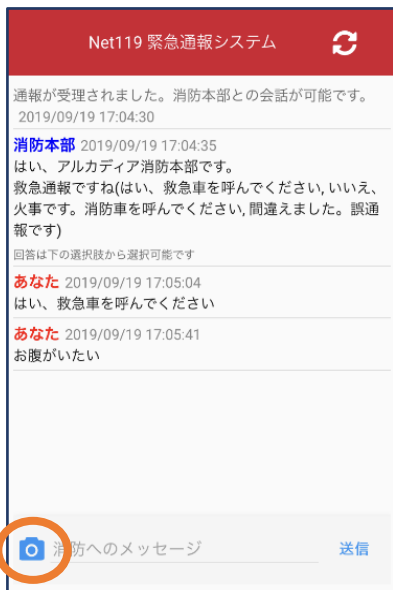 Net119 緊急通報システム
通報が受理されました。消防本部との会話が可能です。
2019/09/19 17:04:30
消防本部 2019/09/19 17:04:35
はい、アルカディア消防本部です。
救急通報ですね(はい、救急車を呼んでください, いいえ、
火事です。消防車を呼んでください, 間違えました。誤通
報です)
回答は下の選択肢から選択可能です
あなた 2019/09/19 17:05:04
はい、救急車を呼んでください
あなた 2019/09/19 17:05:41
お腹がいたい
消防へのメッセージ 送信